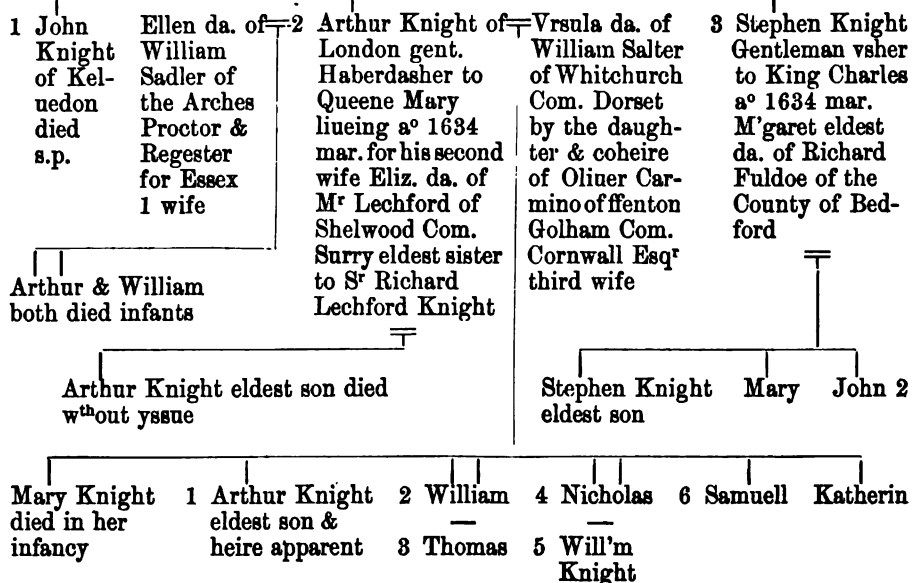 1 John
Knight
of Kel-
uedon
died
s.p.
Ellen da. of
William
Sadler of
the Arches
Proctor &
Regester
for Essex
1 wife
2 Arthur Knight of
London gent.
Haberdasher to
Queene Mary
liueing aº 1634
mar. for his second
wife Eliz. da. of
Mʳ Lechford of
Shelwood Com.
Surry eldest sister
to Sʳ Richard
Lechford Knight
Vrsula da. of
William Salter
of Whitchurch
Com. Dorset
by the daugh-
ter & coheire
of Oliuer Car-
mino of ffenton
Golham Com.
Cornwall Esqʳ
third wife
3 Stephen Knight
Gentleman vsher
to King Charles
aº 1634 mar.
M'garet eldest
da. of Richard
Fuldoe of the
County of Bed-
ford
Arthur & William
both died infants
Arthur Knight eldest son died
wᵗʰout yssue
Stephen Knight
eldest son
Mary
John 2
Mary Knight
died in her
infancy
1 Arthur Knight
eldest son &
heire apparent
2 William
3 Thomas
4 Nicholas
5 Will'm
Knight
6 Samuell
Katherin